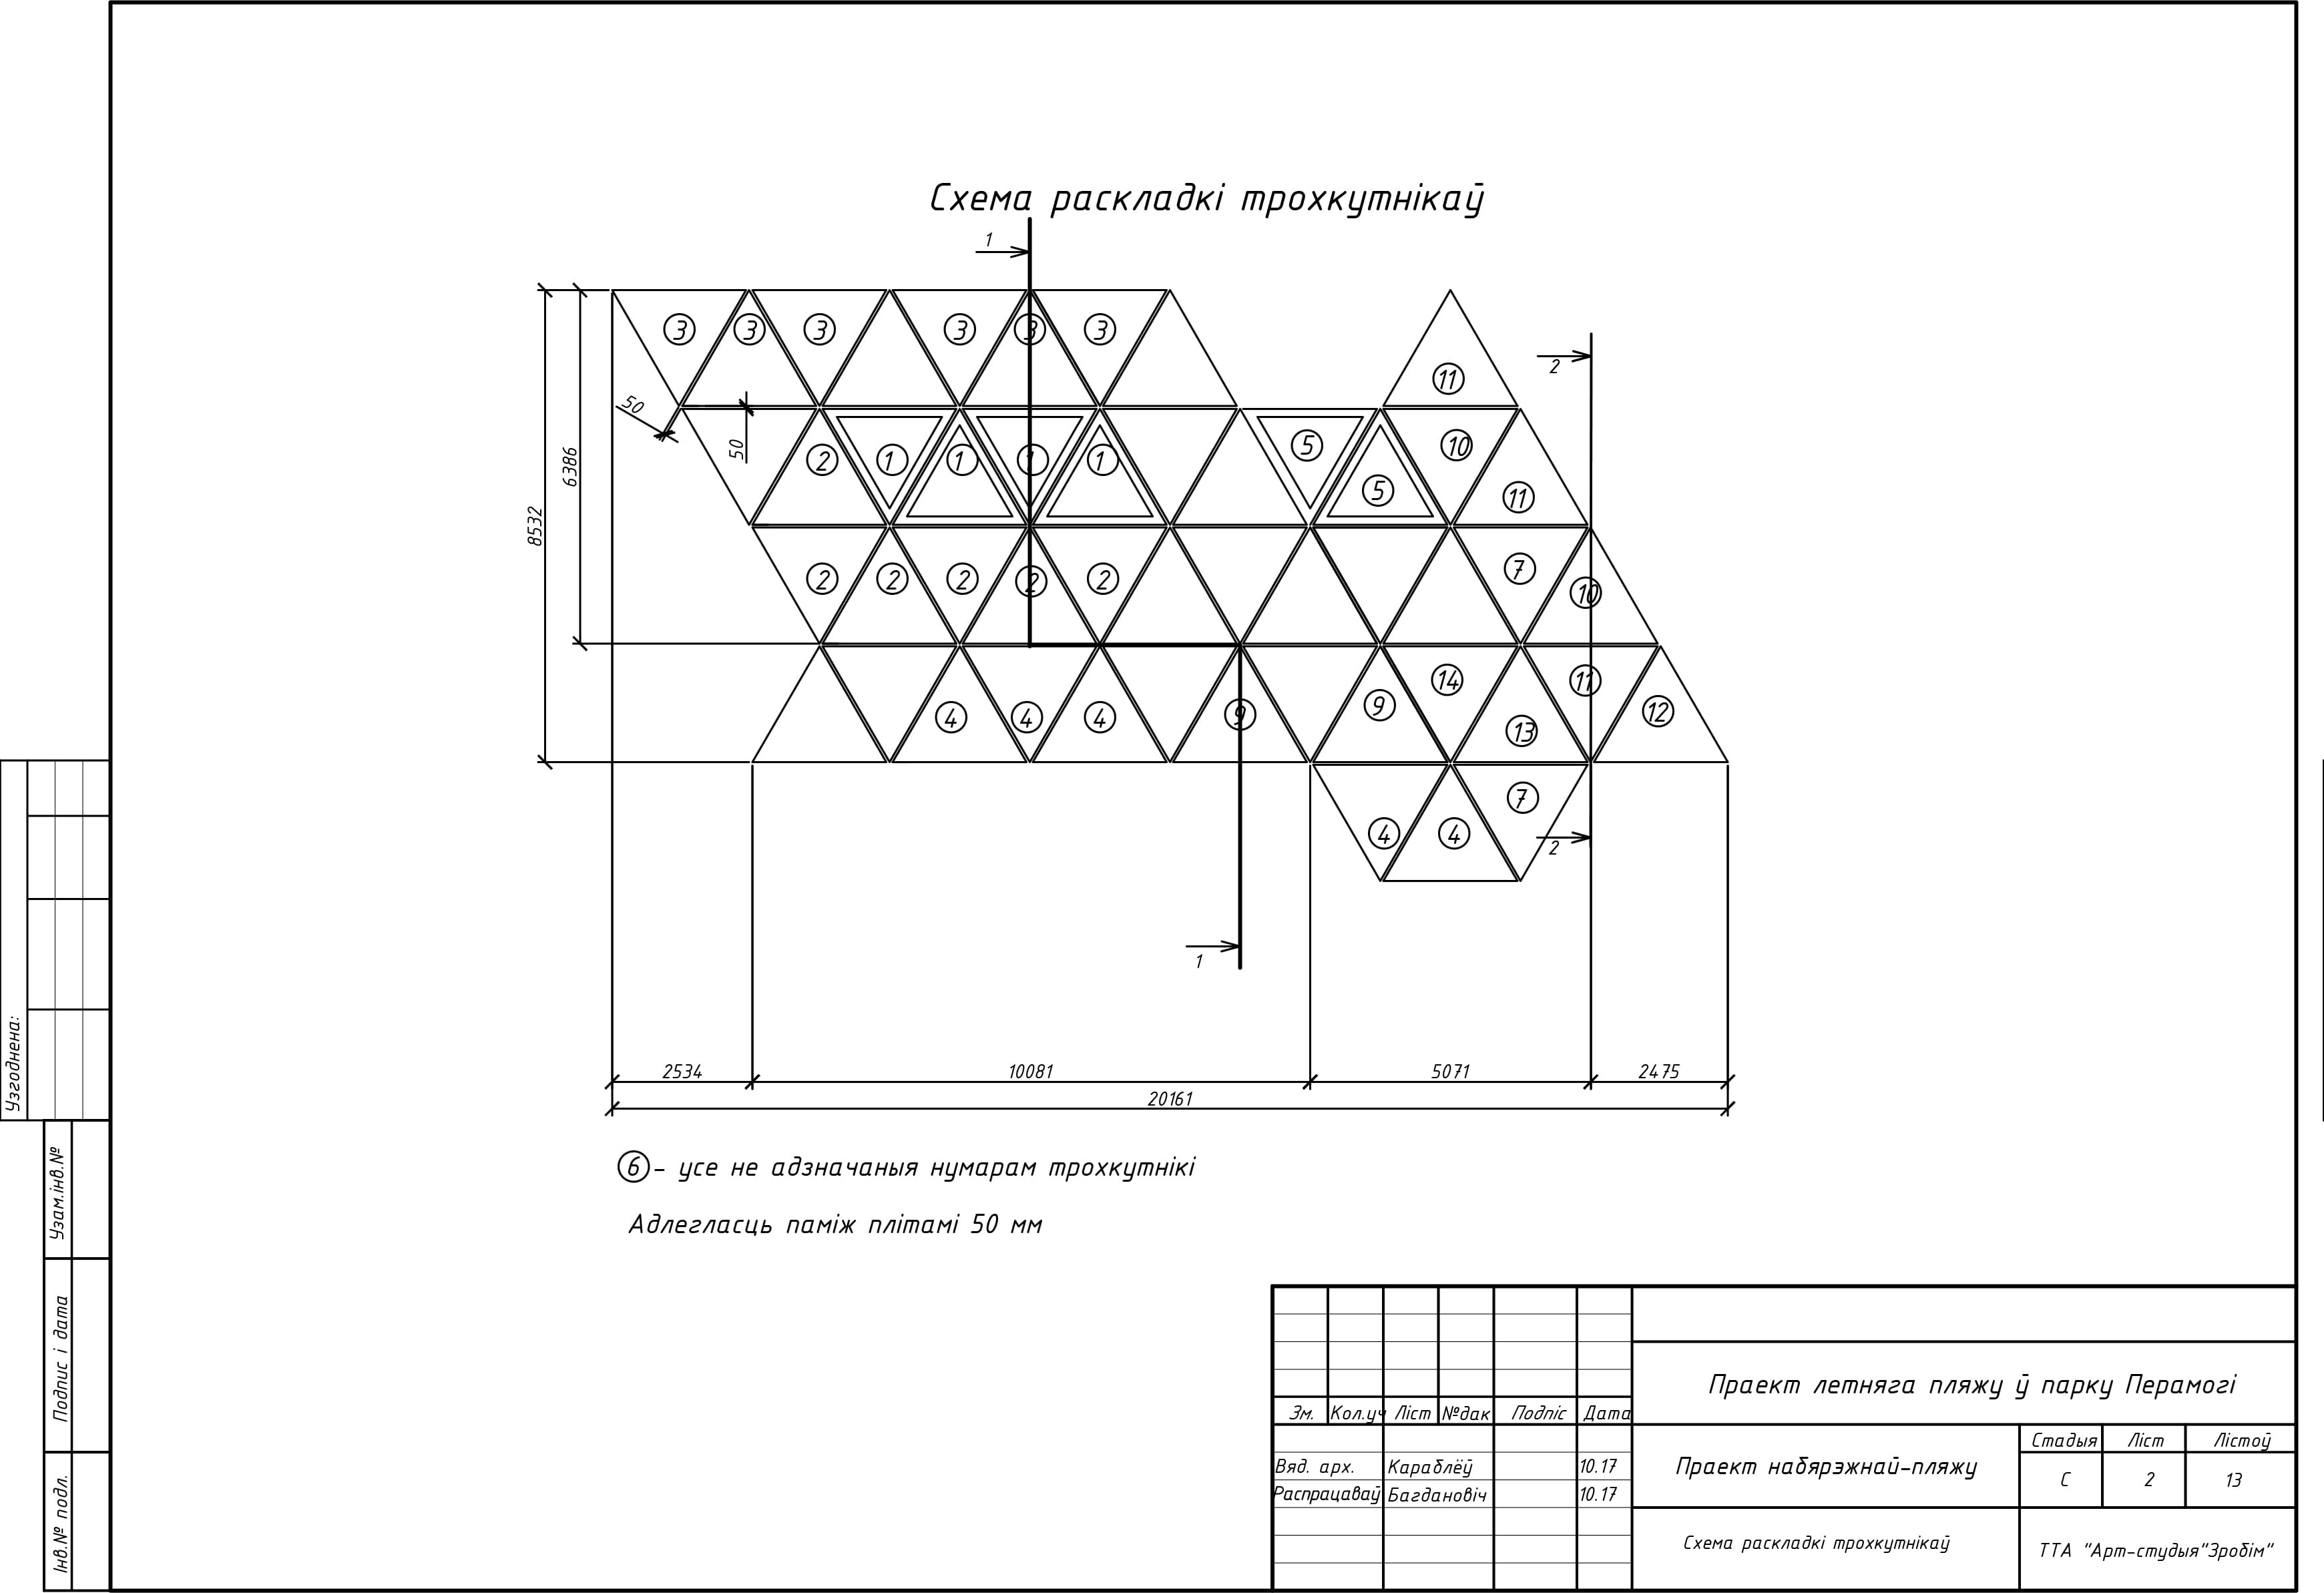 Схема раскладкі трохкутнікаў
1
3 3 3 3 3 3
11
2
50
50
6386
8532
2 1 1 1 1 5 5 10 11
2 2 2 2 2 7 10
4 4 4 9 9 14 13 11 12
4 4 7
2
1
2534 10081 5071 2475
20161
6 - усе не адзначаныя нумарам трохкутнікі
Адлегласць паміж плітамі 50 мм
Узгоднена:
Узам.інв.№
Подпис і дата
Інв.№ подл.
Зм. Кол.уч Ліст №дак Подпіс Дата
Вяд. арх. Караблёў 10.17
Распрацаваў Багдановіч 10.17
Праект летняга пляжу ў парку Перамогі
Праект набярэжнай-пляжу
Стадыя Ліст Лістоў
С 2 13
Схема раскладкі трохкутнікаў
ТТА "Арт-студыя"Зробім"